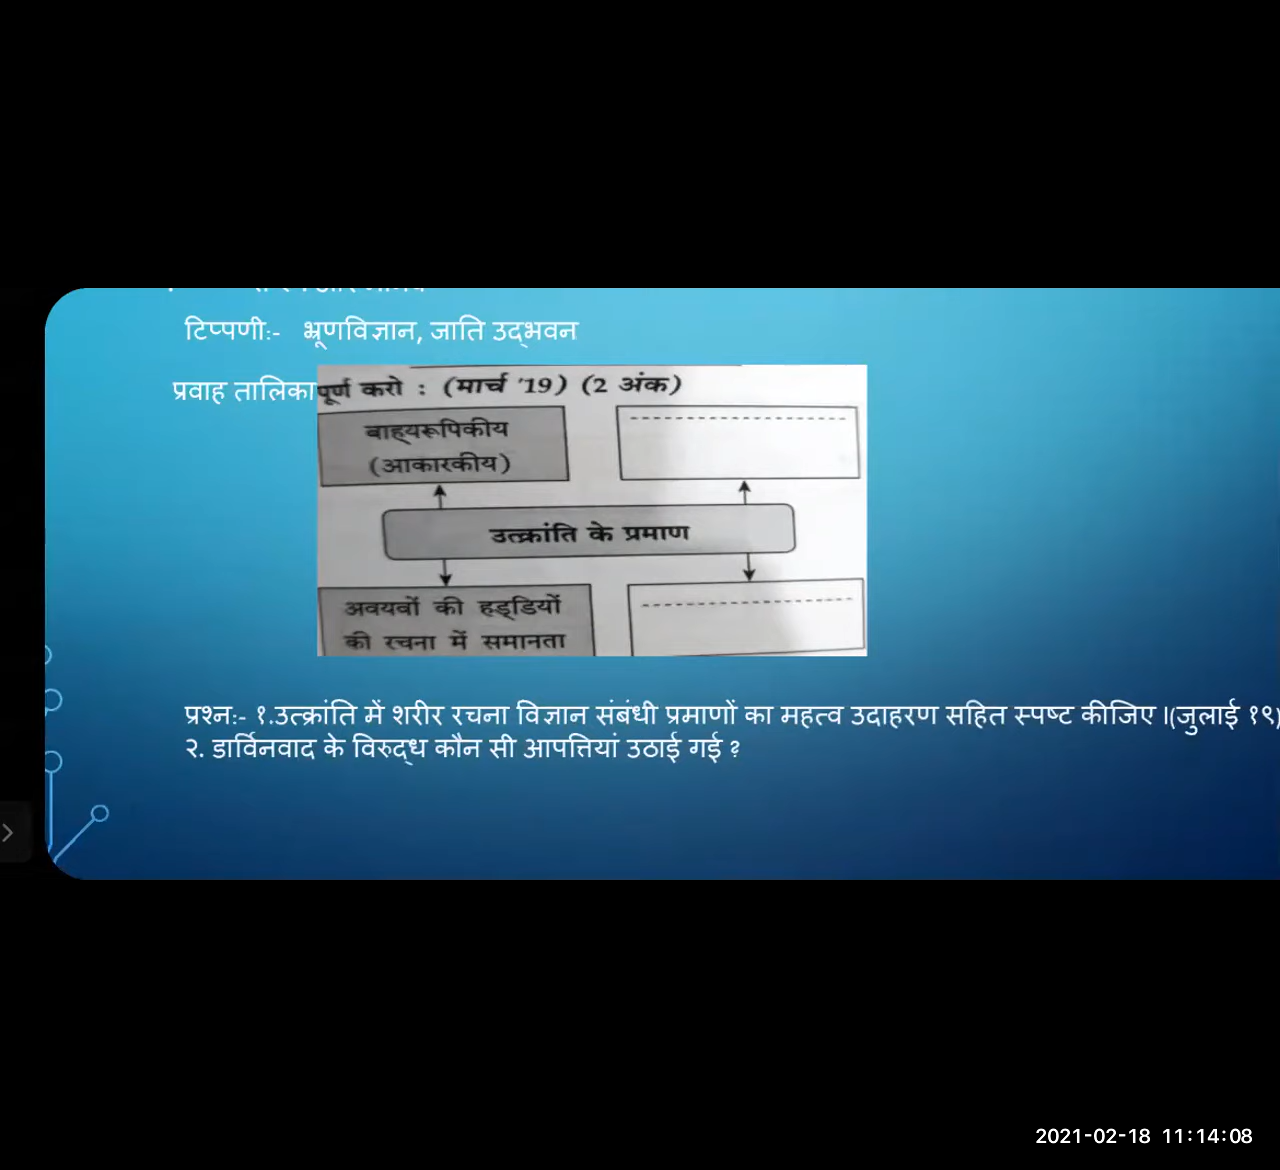 टिप्पणी:- भ्रूणविज्ञान, जाति उद्भवन
प्रवाह तालिका पूर्ण करो : (मार्च '19) (2 अंक)
बाह्यरूपिकीय
(आकारकीय)
उत्क्रांति के प्रमाण
अवयवों की हड्डियों
की रचना में समानता
प्रश्न:- १.उत्क्रांति में शरीर रचना विज्ञान संबंधी प्रमाणों का महत्व उदाहरण सहित स्पष्ट कीजिए ।(जुलाई १९)
२. डार्विनवाद के विरुद्ध कौन सी आपत्तियां उठाई गई ?
2021-02-18 11:14:08